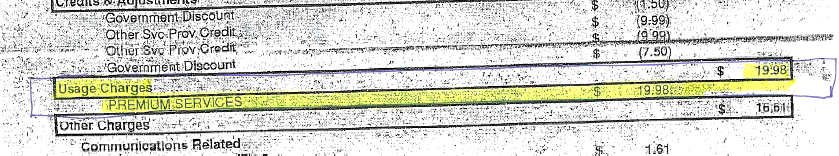 Credits & Adjustments
$ (1.50)
Government Discount $ (9.99)
Other Svc Prov Credit $ (9.99)
Other Svc Prov Credit $ (7.50)
Government Discount
Usage Charges $ 19.98
PREMIUM SERVICES $ 19.98
Other Charges $ 16.61
Communications Related $ 1.61